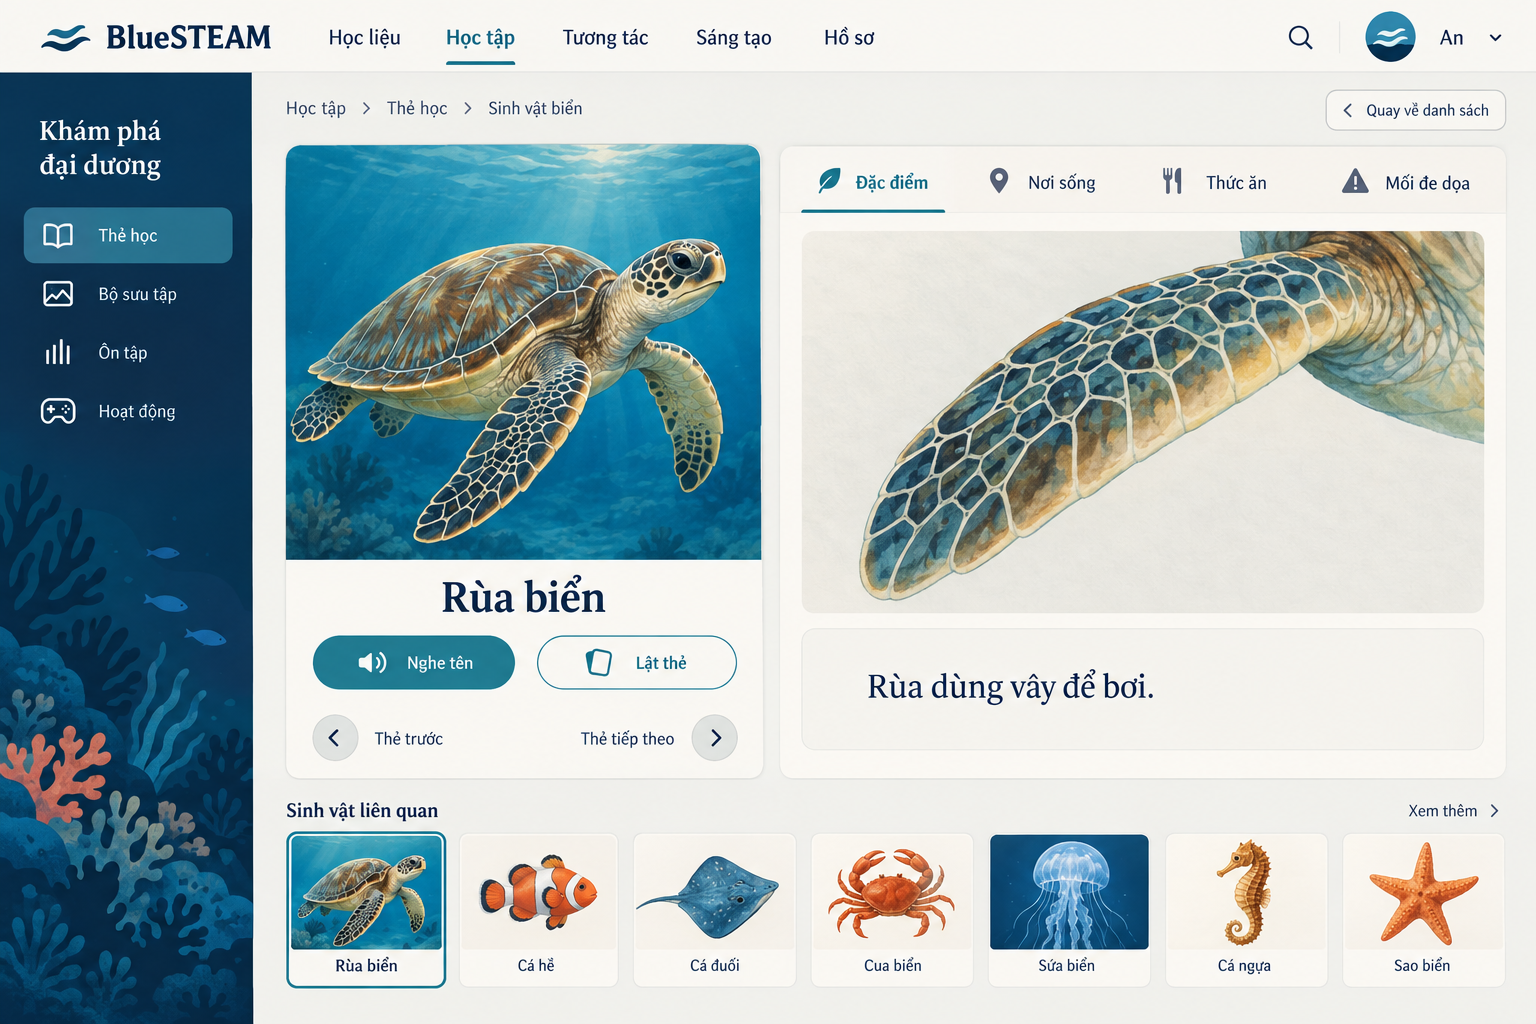 BlueSTEAM
Học liệu
Học tập
Tương tác
Sáng tạo
Hồ sơ
An
Khám phá
đại dương
Thẻ học
Bộ sưu tập
Ôn tập
Hoạt động
Học tập > Thẻ học > Sinh vật biển
Quay về danh sách
Rùa biển
Nghe tên
Lật thẻ
Thẻ trước
Thẻ tiếp theo
Đặc điểm
Nơi sống
Thức ăn
Mối đe dọa
Rùa dùng vây để bơi.
Sinh vật liên quan
Xem thêm
Rùa biển
Cá hề
Cá đuối
Cua biển
Sứa biển
Cá ngựa
Sao biển